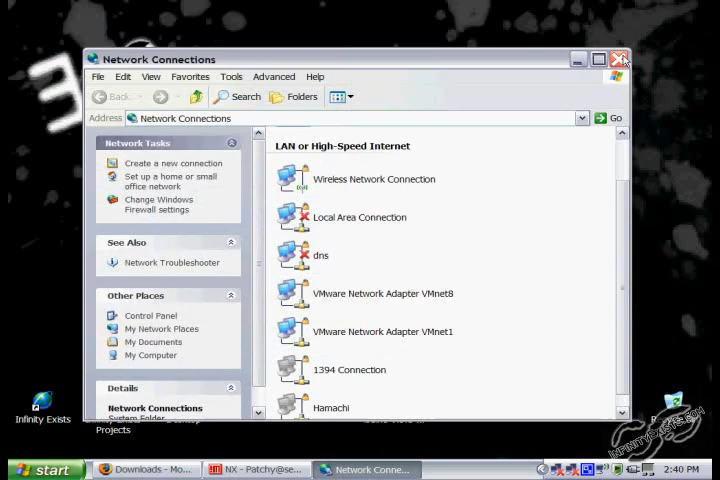 Network Connections
File Edit View Favorites Tools Advanced Help
Back Search Folders
Address Network Connections Go
Network Tasks
Create a new connection
Set up a home or small
office network
Change Windows
Firewall settings
See Also
Network Troubleshooter
Other Places
Control Panel
My Network Places
My Documents
My Computer
Details
Network Connections
System Folder
LAN or High-Speed Internet
Wireless Network Connection
Local Area Connection
dns
VMware Network Adapter VMnet8
VMware Network Adapter VMnet1
1394 Connection
Hamachi
Infinity Exists
Projects
INFINITYEXISTS.COM
start Downloads - Mo... NX - Patchy@se... Network Conne... 2:40 PM